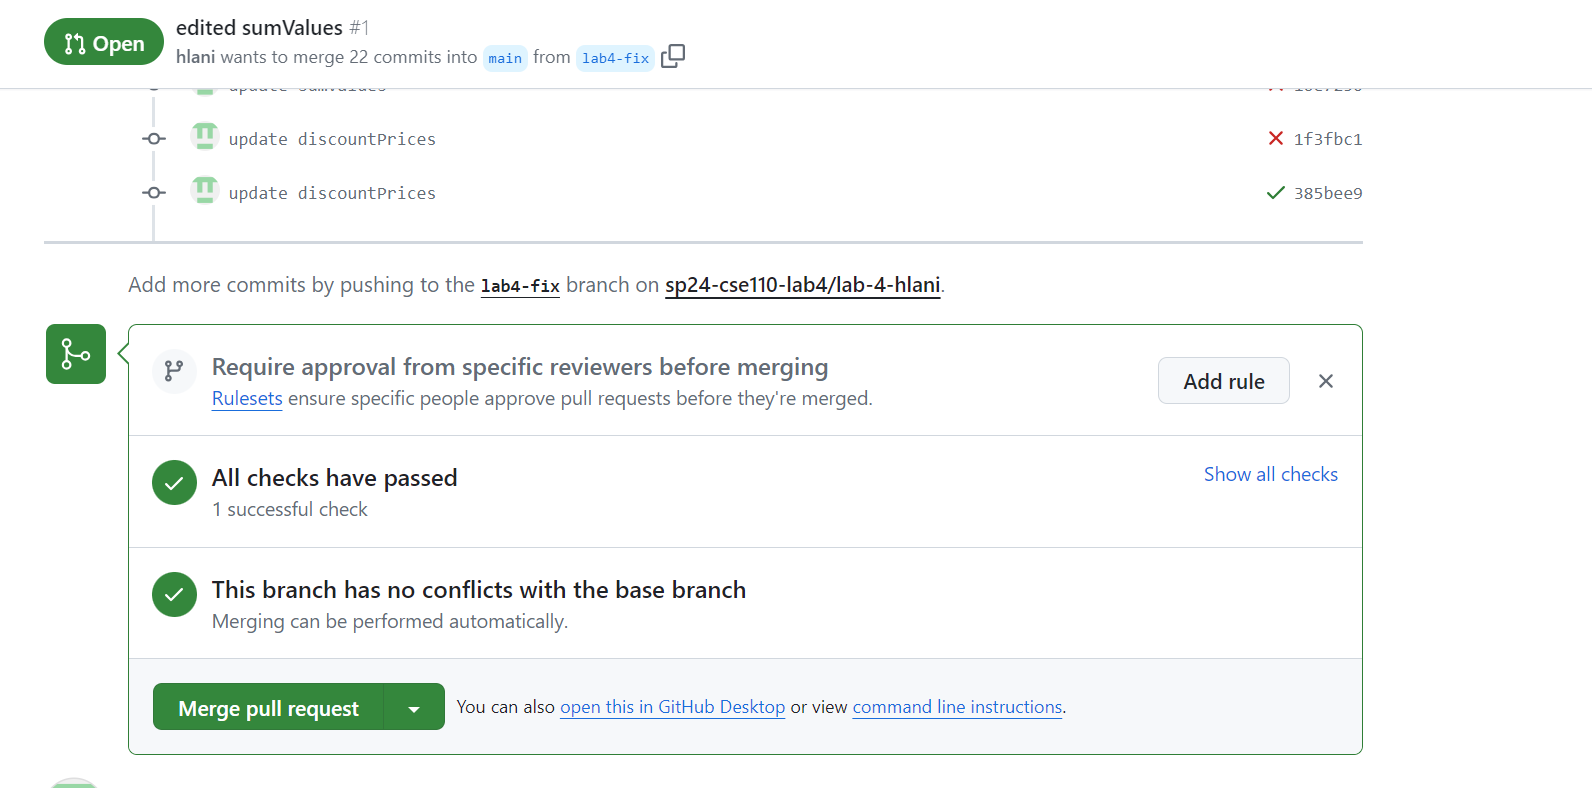 Open
edited sumValues #1
hlani wants to merge 22 commits into main from lab4-fix
update sumValues
update discountPrices 1f3fbc1
update discountPrices 385bee9
Add more commits by pushing to the lab4-fix branch on sp24-cse110-lab4/lab-4-hlani.
Require approval from specific reviewers before merging
Rulesets ensure specific people approve pull requests before they're merged.
Add rule
All checks have passed
1 successful check
Show all checks
This branch has no conflicts with the base branch
Merging can be performed automatically.
Merge pull request
You can also open this in GitHub Desktop or view command line instructions.